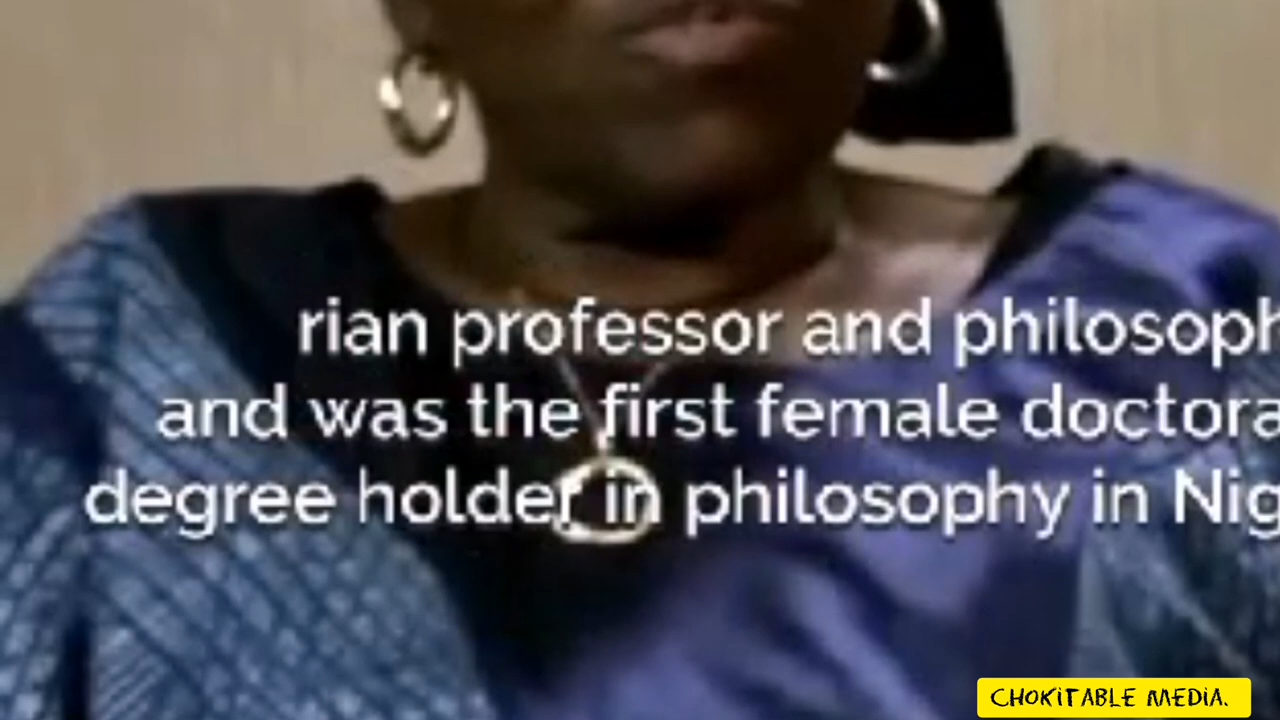 rian professor and philosoph
and was the first female doctora
degree holder in philosophy in Nig
CHOKITABLE MEDIA.